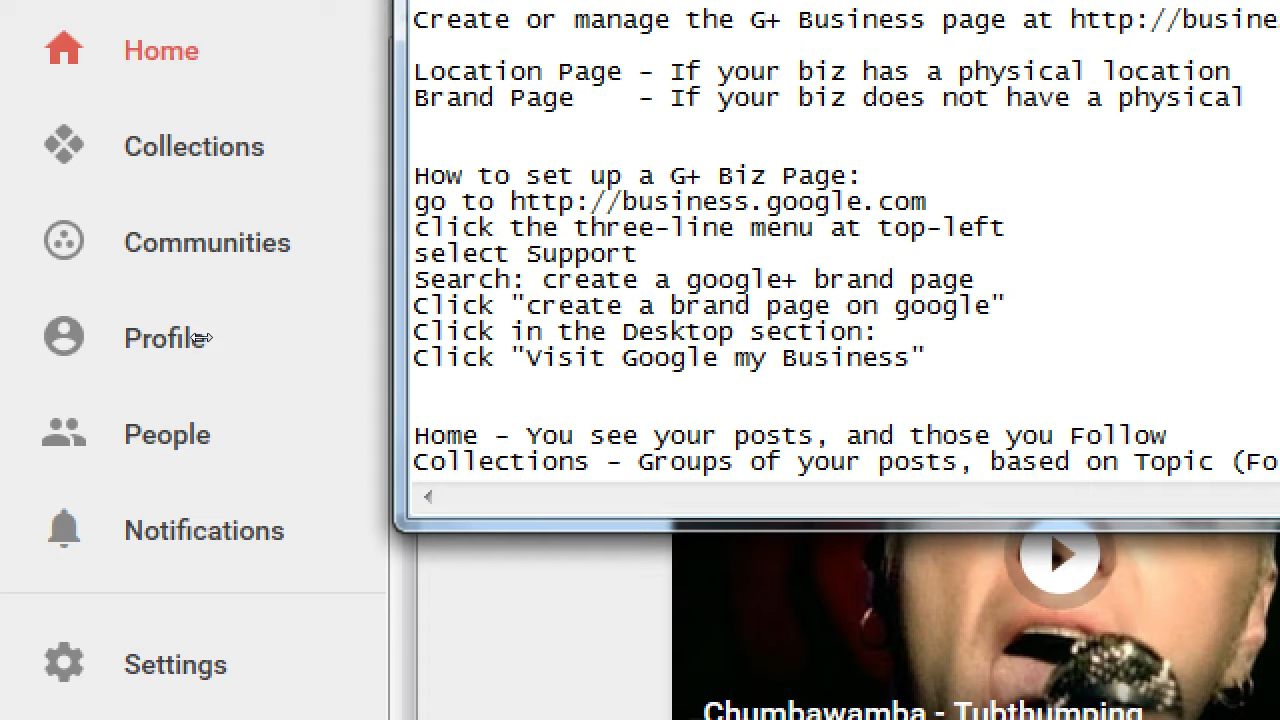 Home
Collections
Communities
Profile
People
Notifications
Settings
Create or manage the G+ Business page at http://busine
Location Page - If your biz has a physical location
Brand Page    - If your biz does not have a physical
How to set up a G+ Biz Page:
go to http://business.google.com
click the three-line menu at top-left
select Support
Search: create a google+ brand page
Click "create a brand page on google"
Click in the Desktop section:
Click "Visit Google my Business"
Home - You see your posts, and those you Follow
Collections - Groups of your posts, based on Topic (Fo
Chumbawamba - Tubthumping